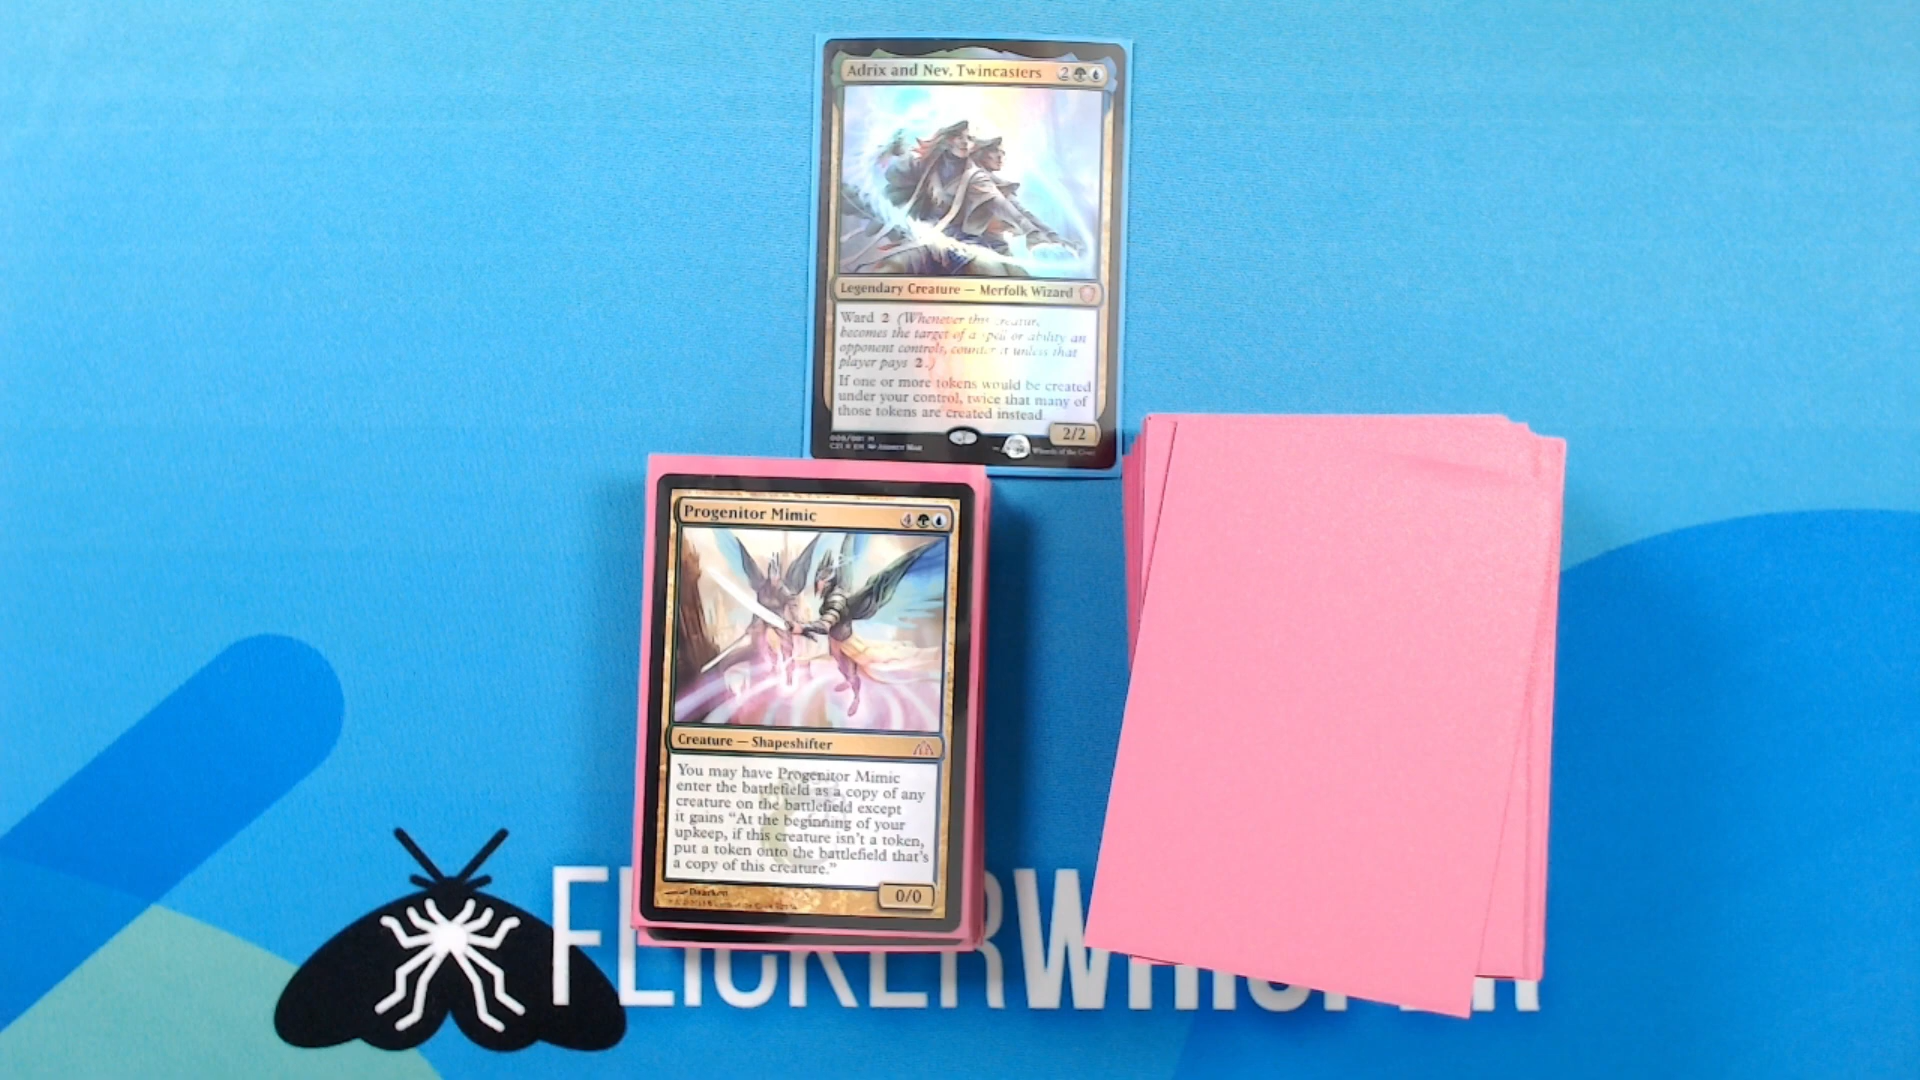 Adrix and Nev, Twincasters 2
Legendary Creature — Merfolk Wizard
Ward 2 (Whenever this creature
becomes the target of a spell or ability an
opponent controls, counter it unless that
player pays 2.)
If one or more tokens would be created
under your control, twice that many of
those tokens are created instead.
2/2
Progenitor Mimic 4
Creature — Shapeshifter
You may have Progenitor Mimic
enter the battlefield as a copy of any
creature on the battlefield except
it gains "At the beginning of your
upkeep, if this creature isn't a token,
put a token onto the battlefield that's
a copy of this creature."
0/0
FLICKERWHISPER